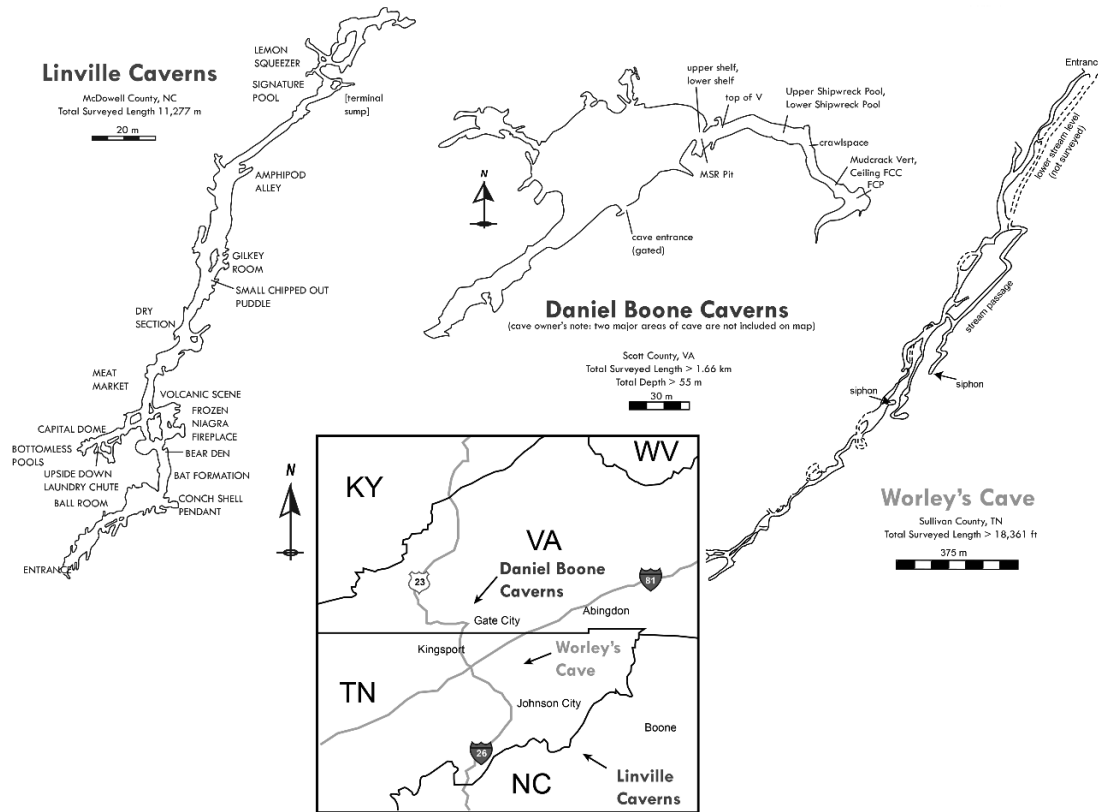 Linville Caverns
McDowell County, NC
Total Surveyed Length 11,277 m
20 m
LEMON
SQUEEZER
SIGNATURE
POOL
[terminal
sump]
AMPHIPOD
ALLEY
GILKEY
ROOM
SMALL CHIPPED OUT
PUDDLE
DRY
SECTION
MEAT
MARKET
VOLCANIC SCENE
FROZEN
NIAGRA
FIREPLACE
CAPITAL DOME
BOTTOMLESS
POOLS
BEAR DEN
UPSIDE DOWN
LAUNDRY CHUTE
BAT FORMATION
BALL ROOM
CONCH SHELL
PENDANT
ENTRANCE
N
upper shelf,
lower shelf
top of V
Upper Shipwreck Pool,
Lower Shipwreck Pool
crawlspace
Mudcrack Vert,
Ceiling FCC
FCP
MSR Pit
N
cave entrance
(gated)
Daniel Boone Caverns
(cave owner's note: two major areas of cave are not included on map)
Scott County, VA
Total Surveyed Length > 1.66 km
Total Depth > 55 m
30 m
Entrance
lower stream level
(not surveyed)
stream passage
siphon
siphon
Worley's Cave
Sullivan County, TN
Total Surveyed Length > 18,361 ft
375 m
KY
WV
VA
23
Daniel Boone
Caverns
81
Gate City
Abingdon
Kingsport
Worley's
Cave
TN
Johnson City
Boone
26
NC
Linville
Caverns